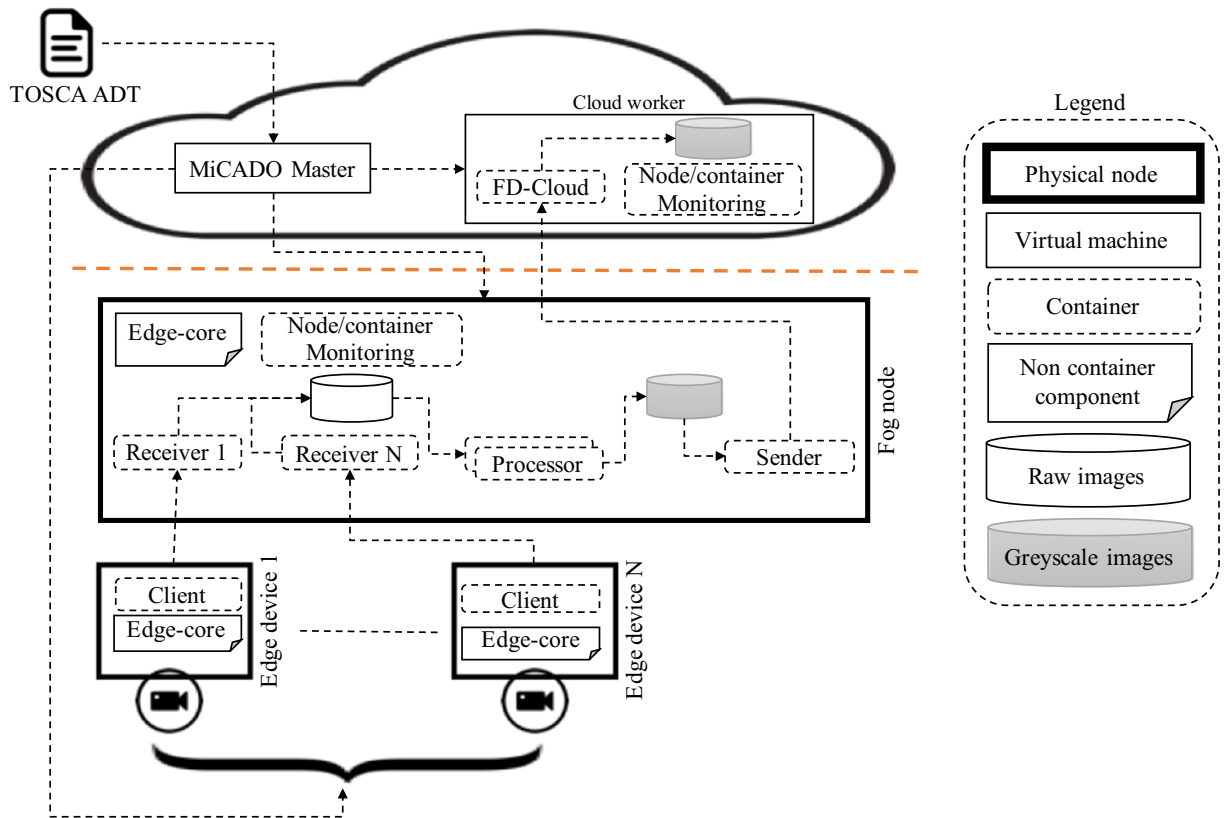 TOSCA ADT
Cloud worker
MiCADO Master
FD-Cloud
Node/container
Monitoring
Edge-core
Node/container
Monitoring
Receiver 1
Receiver N
Processor
Sender
Fog node
Client
Edge-core
Edge device 1
Client
Edge-core
Edge device N
Legend
Physical node
Virtual machine
Container
Non container
component
Raw images
Greyscale images